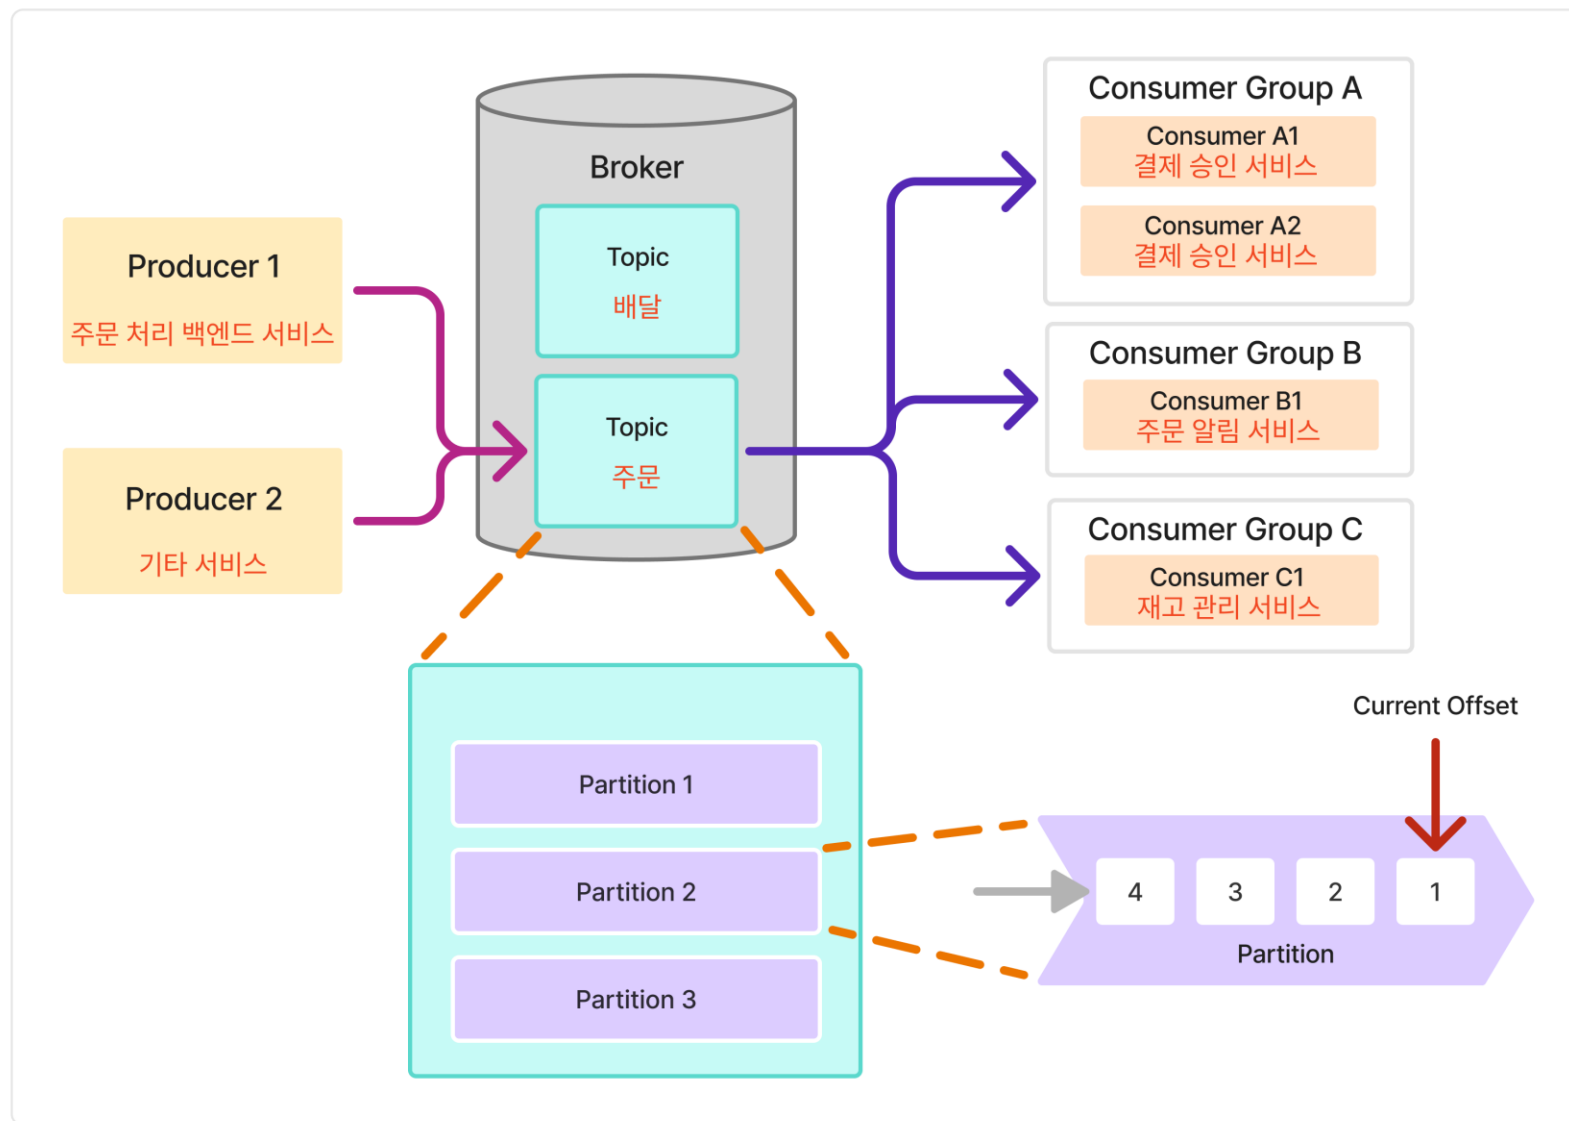 Producer 1
주문 처리 백엔드 서비스
Producer 2
기타 서비스
Broker
Topic
배달
Topic
주문
Consumer Group A
Consumer A1
결제 승인 서비스
Consumer A2
결제 승인 서비스
Consumer Group B
Consumer B1
주문 알림 서비스
Consumer Group C
Consumer C1
재고 관리 서비스
Partition 1
Partition 2
Partition 3
Current Offset
4 3 2 1
Partition